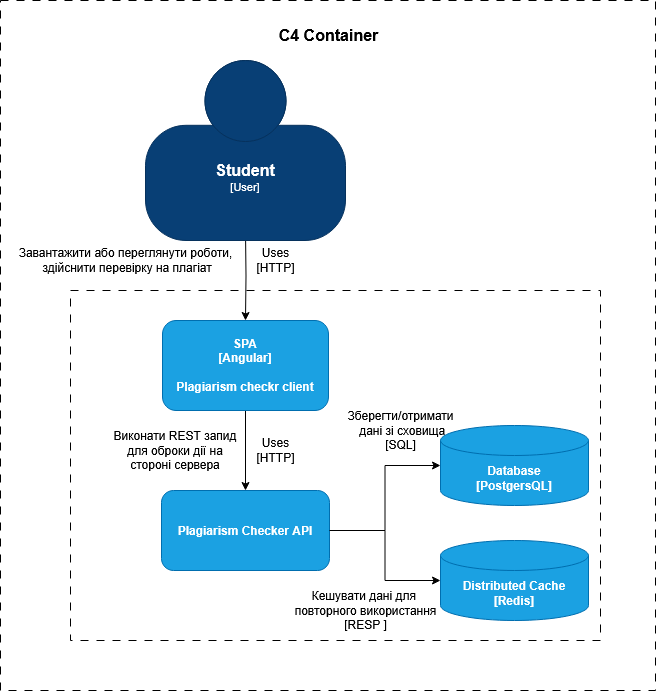 C4 Container
Student
[User]
Завантажити або переглянути роботи,
здійснити перевірку на плагіат
Uses
[HTTP]
SPA
[Angular]
Plagiarism checkr client
Виконати REST запид
для оброки дії на
стороні сервера
Uses
[HTTP]
Зберегти/отримати
дані зі сховища
[SQL]
Database
[PostgersQL]
Plagiarism Checker API
Distributed Cache
[Redis]
Кешувати дані для
повторного використання
[RESP ]